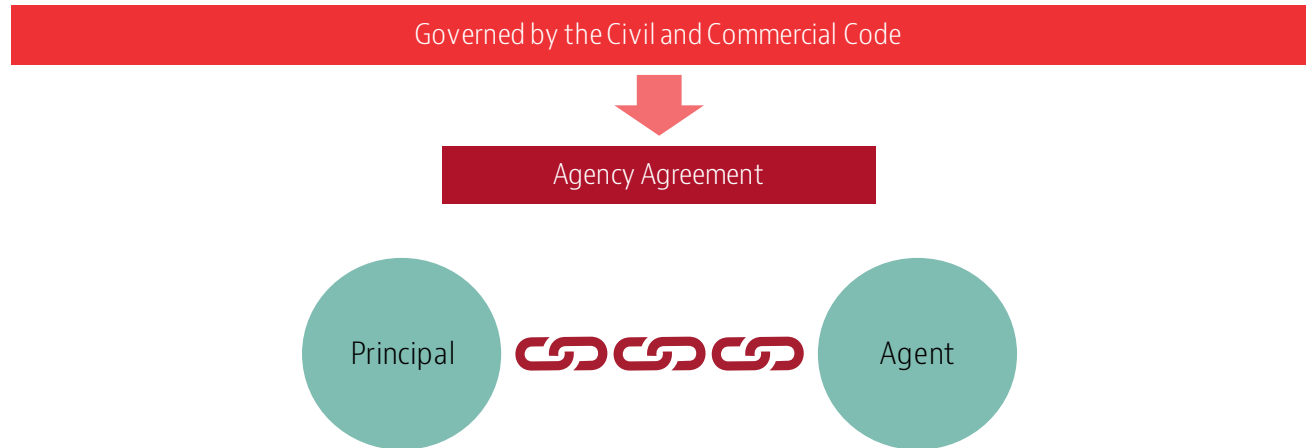 Governed by the Civil and Commercial Code
Agency Agreement
Principal
Agent